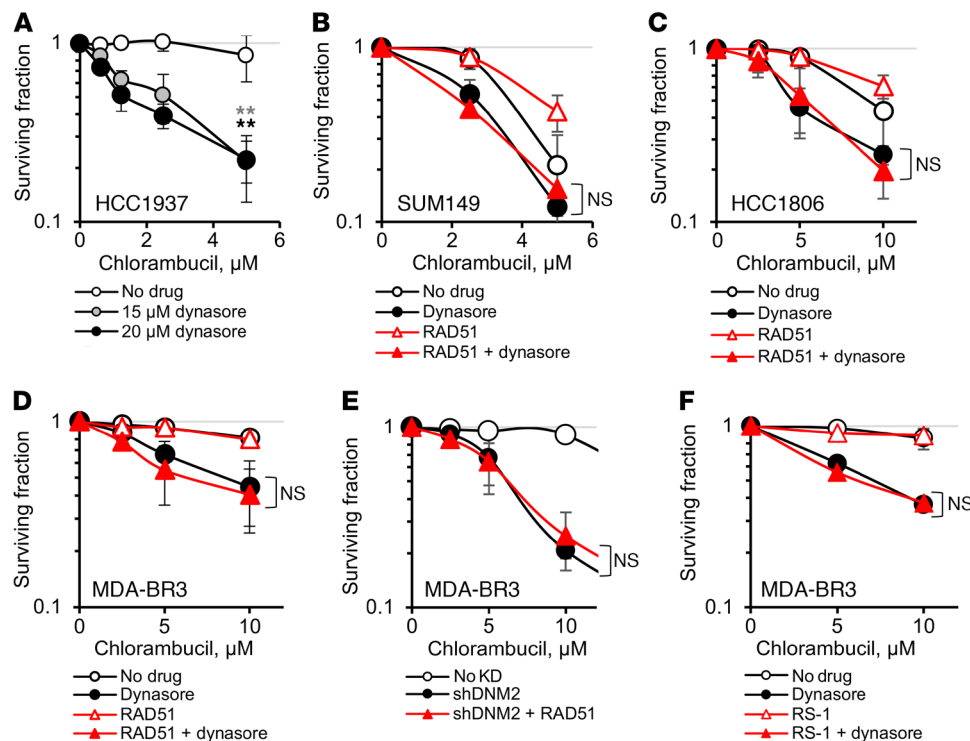 A
Surviving fraction
1
0.1
**
**
HCC1937
0 2 4 6
Chlorambucil, μM
No drug
15 μM dynasore
20 μM dynasore
B
Surviving fraction
1
0.1
NS
SUM149
0 2 4 6
Chlorambucil, μM
No drug
Dynasore
RAD51
RAD51 + dynasore
C
Surviving fraction
1
0.1
NS
HCC1806
0 5 10
Chlorambucil, μM
No drug
Dynasore
RAD51
RAD51 + dynasore
D
Surviving fraction
1
0.1
NS
MDA-BR3
0 5 10
Chlorambucil, μM
No drug
Dynasore
RAD51
RAD51 + dynasore
E
Surviving fraction
1
0.1
NS
MDA-BR3
0 5 10
Chlorambucil, μM
No KD
shDNM2
shDNM2 + RAD51
F
Surviving fraction
1
0.1
NS
MDA-BR3
0 5 10
Chlorambucil, μM
No drug
Dynasore
RS-1
RS-1 + dynasore